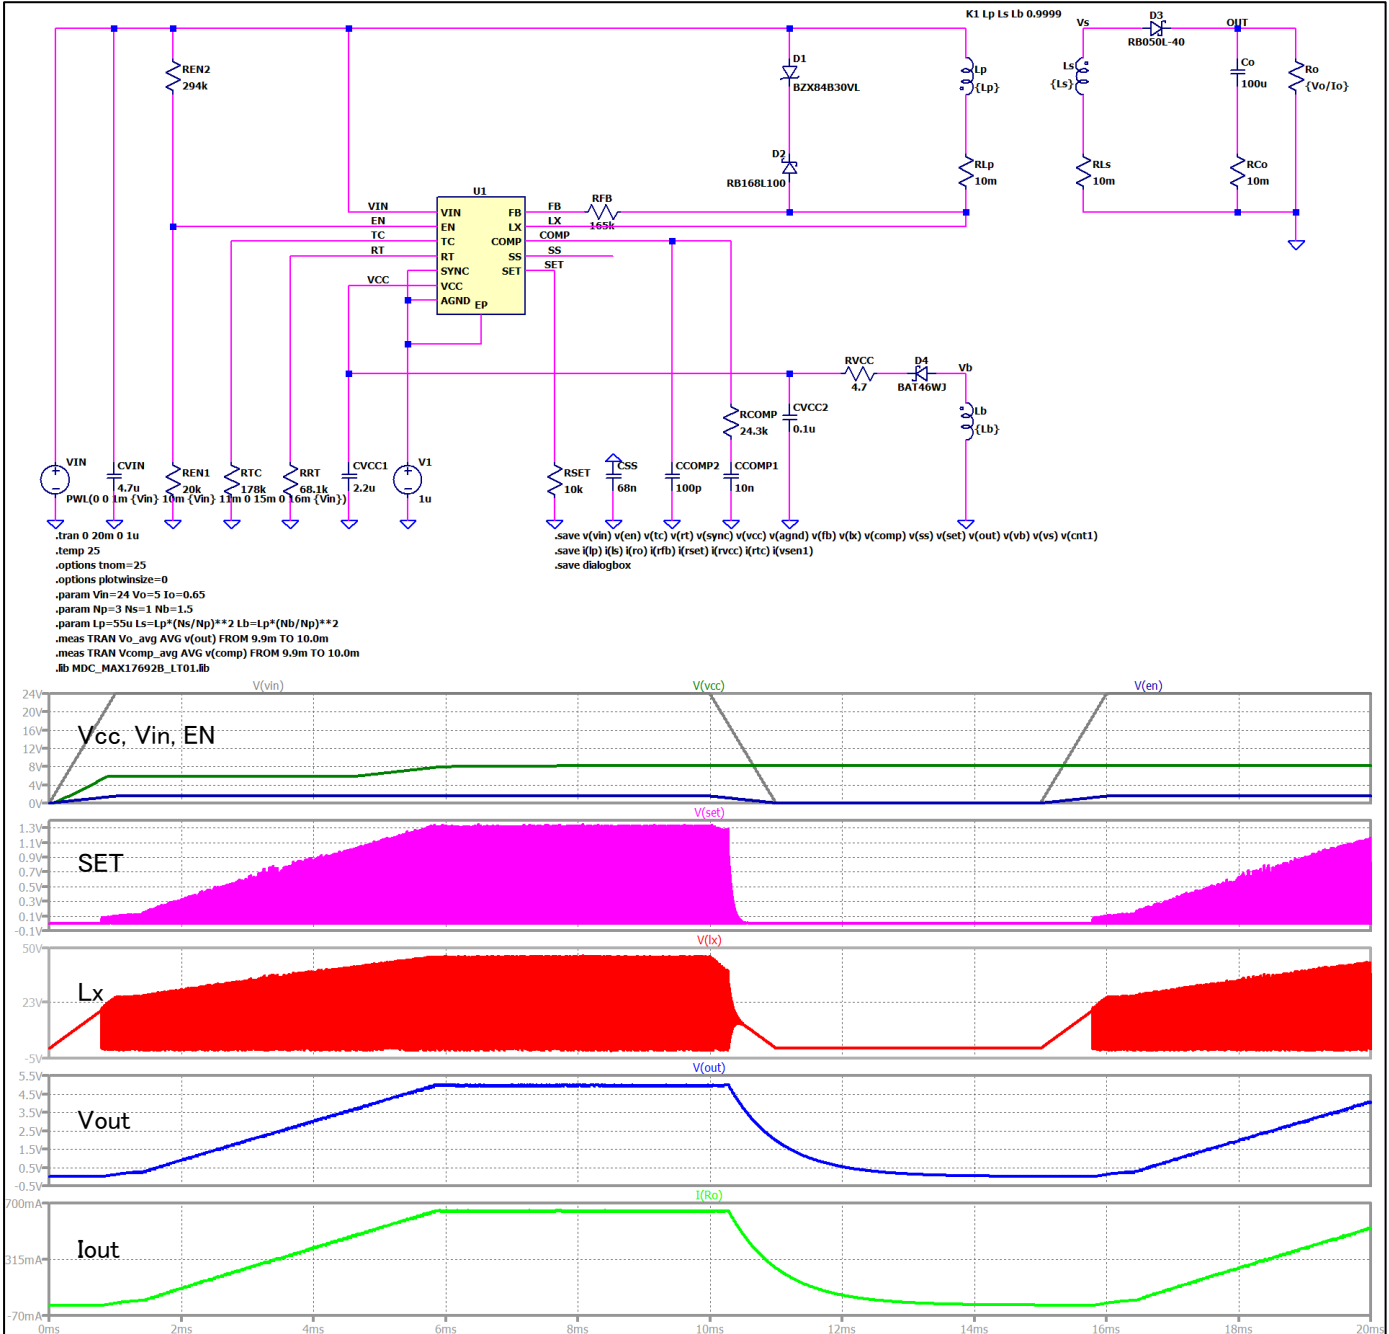 K1 Lp Ls Lb 0.9999
D3
RB050L-40
Vs
OUT
REN2
294k
D1
BZX84B30VL
Lp
{Lp}
Ls
{Ls}
Co
100u
Ro
{Vo/Io}
D2
RB168L100
RLp
10m
RLs
10m
RCo
10m
U1
RFB
165k
VIN
EN
TC
RT
VCC
VIN
EN
TC
RT
SYNC
VCC
AGND
EP
FB
LX
COMP
SS
SET
FB
LX
COMP
SS
SET
RVCC
4.7
D4
BAT46WJ
Vb
Lb
{Lb}
RCOMP
24.3k
CVCC2
0.1u
VIN
PWL(0 0 1m {Vin} 10m {Vin} 11m 0 15m 0 16m {Vin})
CVIN
4.7u
REN1
20k
RTC
178k
RRT
68.1k
CVCC1
2.2u
V1
1u
RSET
10k
CSS
68n
CCOMP2
100p
CCOMP1
10n
.tran 0 20m 0 1u
.temp 25
.options tnom=25
.options plotwinsize=0
.param Vin=24 Vo=5 Io=0.65
.param Np=3 Ns=1 Nb=1.5
.param Lp=55u Ls=Lp*(Ns/Np)**2 Lb=Lp*(Nb/Np)**2
.meas TRAN Vo_avg AVG v(out) FROM 9.9m TO 10.0m
.meas TRAN Vcomp_avg AVG v(comp) FROM 9.9m TO 10.0m
.lib MDC_MAX17692B_LT01.lib
.save v(vin) v(en) v(tc) v(rt) v(sync) v(vcc) v(agnd) v(fb) v(lx) v(comp) v(ss) v(set) v(out) v(vb) v(vs) v(cnt1)
.save i(lp) i(ls) i(ro) i(rfb) i(rset) i(rvcc) i(rtc) i(vsen1)
.save dialogbox
V(vin)
V(vcc)
V(en)
24V
20V
16V
12V
8V
4V
0V
Vcc, Vin, EN
V(set)
1.3V
1.1V
0.9V
0.7V
0.5V
0.3V
0.1V
-0.1V
SET
V(lx)
50V
23V
-5V
Lx
V(out)
5.5V
4.5V
3.5V
2.5V
1.5V
0.5V
-0.5V
Vout
I(Ro)
700mA
315mA
-70mA
Iout
0ms
2ms
4ms
6ms
8ms
10ms
12ms
14ms
16ms
18ms
20ms